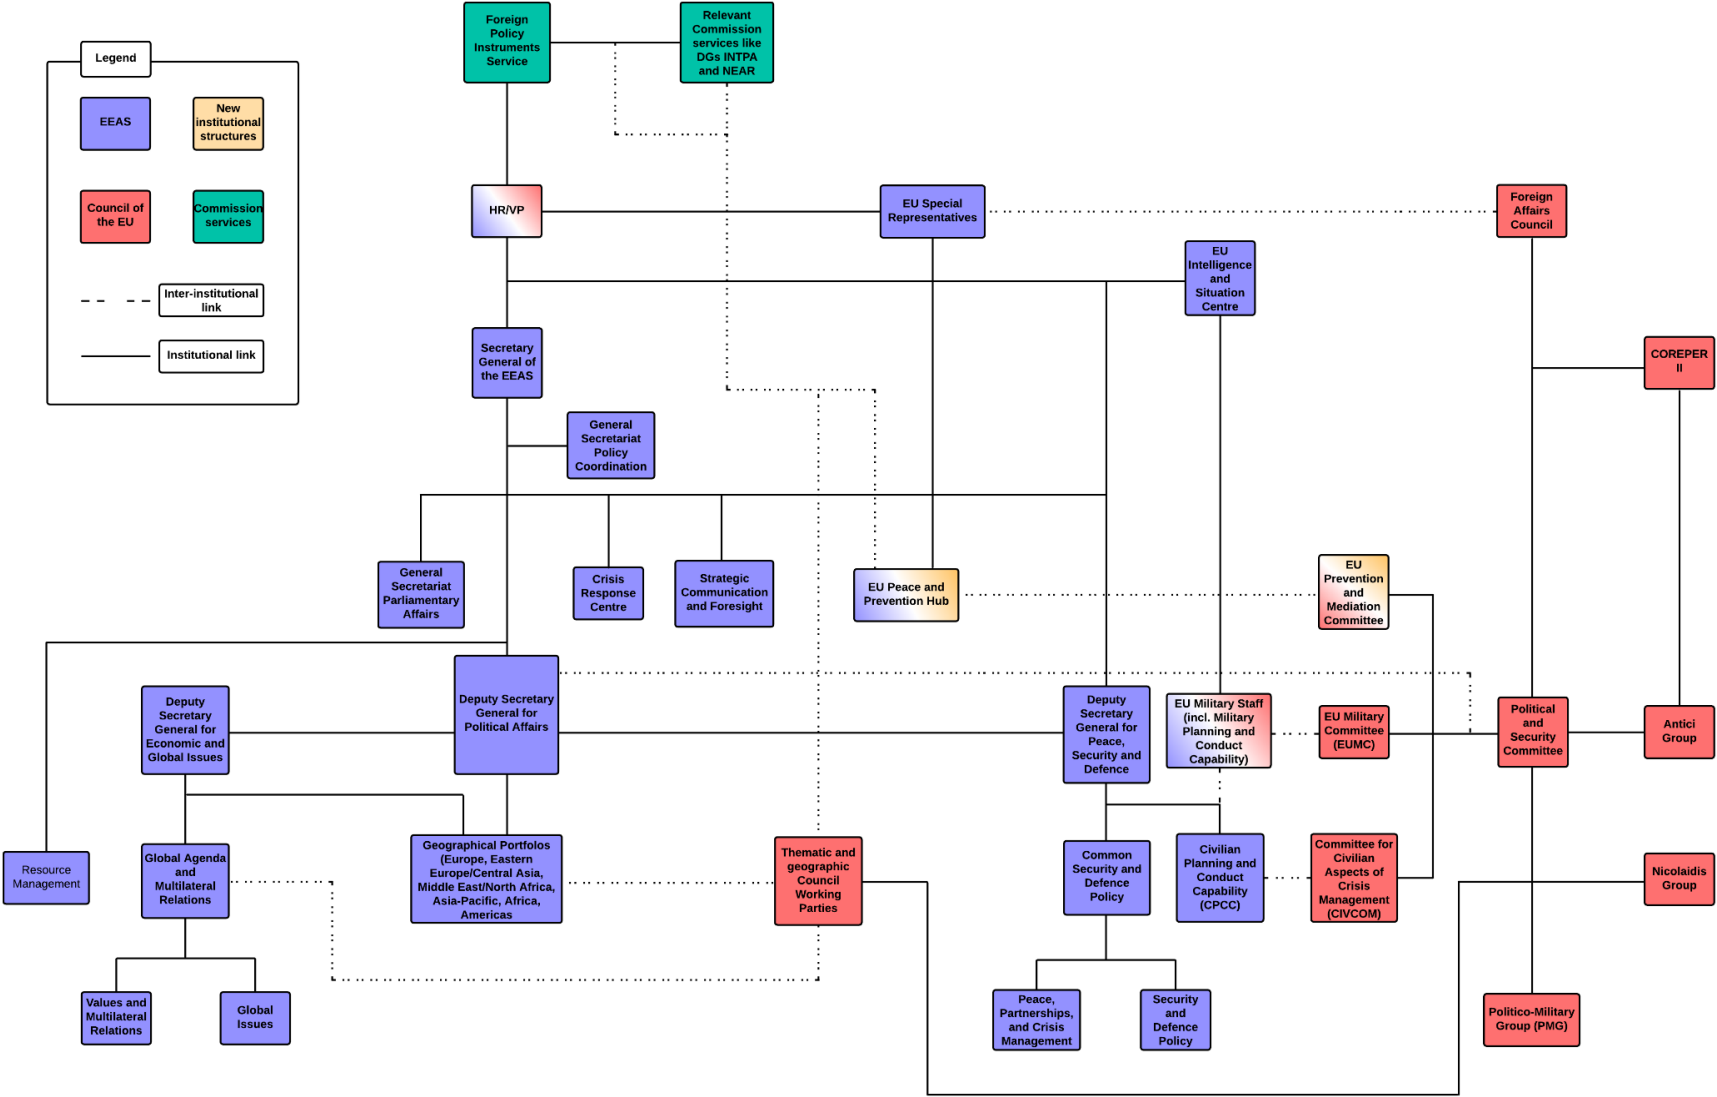 Foreign
Policy
Instruments
Service
Relevant
Commission
services like
DGs INTPA
and NEAR
Legend
EEAS
New
institutional
structures
Council of
the EU
Commission
services
Inter-institutional
link
Institutional link
HR/VP
EU Special
Representatives
Foreign
Affairs
Council
EU
Intelligence
and
Situation
Centre
Secretary
General of
the EEAS
COREPER
II
General
Secretariat
Policy
Coordination
General
Secretariat
Parliamentary
Affairs
Crisis
Response
Centre
Strategic
Communication
and Foresight
EU Peace and
Prevention Hub
EU
Prevention
and
Mediation
Committee
Deputy
Secretary
General for
Economic and
Global Issues
Deputy Secretary
General for
Political Affairs
Deputy
Secretary
General for
Peace,
Security and
Defence
EU Military Staff
(incl. Military
Planning and
Conduct
Capability)
EU Military
Committee
(EUMC)
Political
and
Security
Committee
Antici
Group
Resource
Management
Global Agenda
and
Multilateral
Relations
Geographical Portfolos
(Europe, Eastern
Europe/Central Asia,
Middle East/North Africa,
Asia-Pacific, Africa,
Americas
Thematic and
geographic
Council
Working
Parties
Common
Security and
Defence
Policy
Civilian
Planning and
Conduct
Capability
(CPCC)
Committee for
Civilian
Aspects of
Crisis
Management
(CIVCOM)
Nicolaidis
Group
Values and
Multilateral
Relations
Global
Issues
Peace,
Partnerships,
and Crisis
Management
Security
and
Defence
Policy
Politico-Military
Group (PMG)